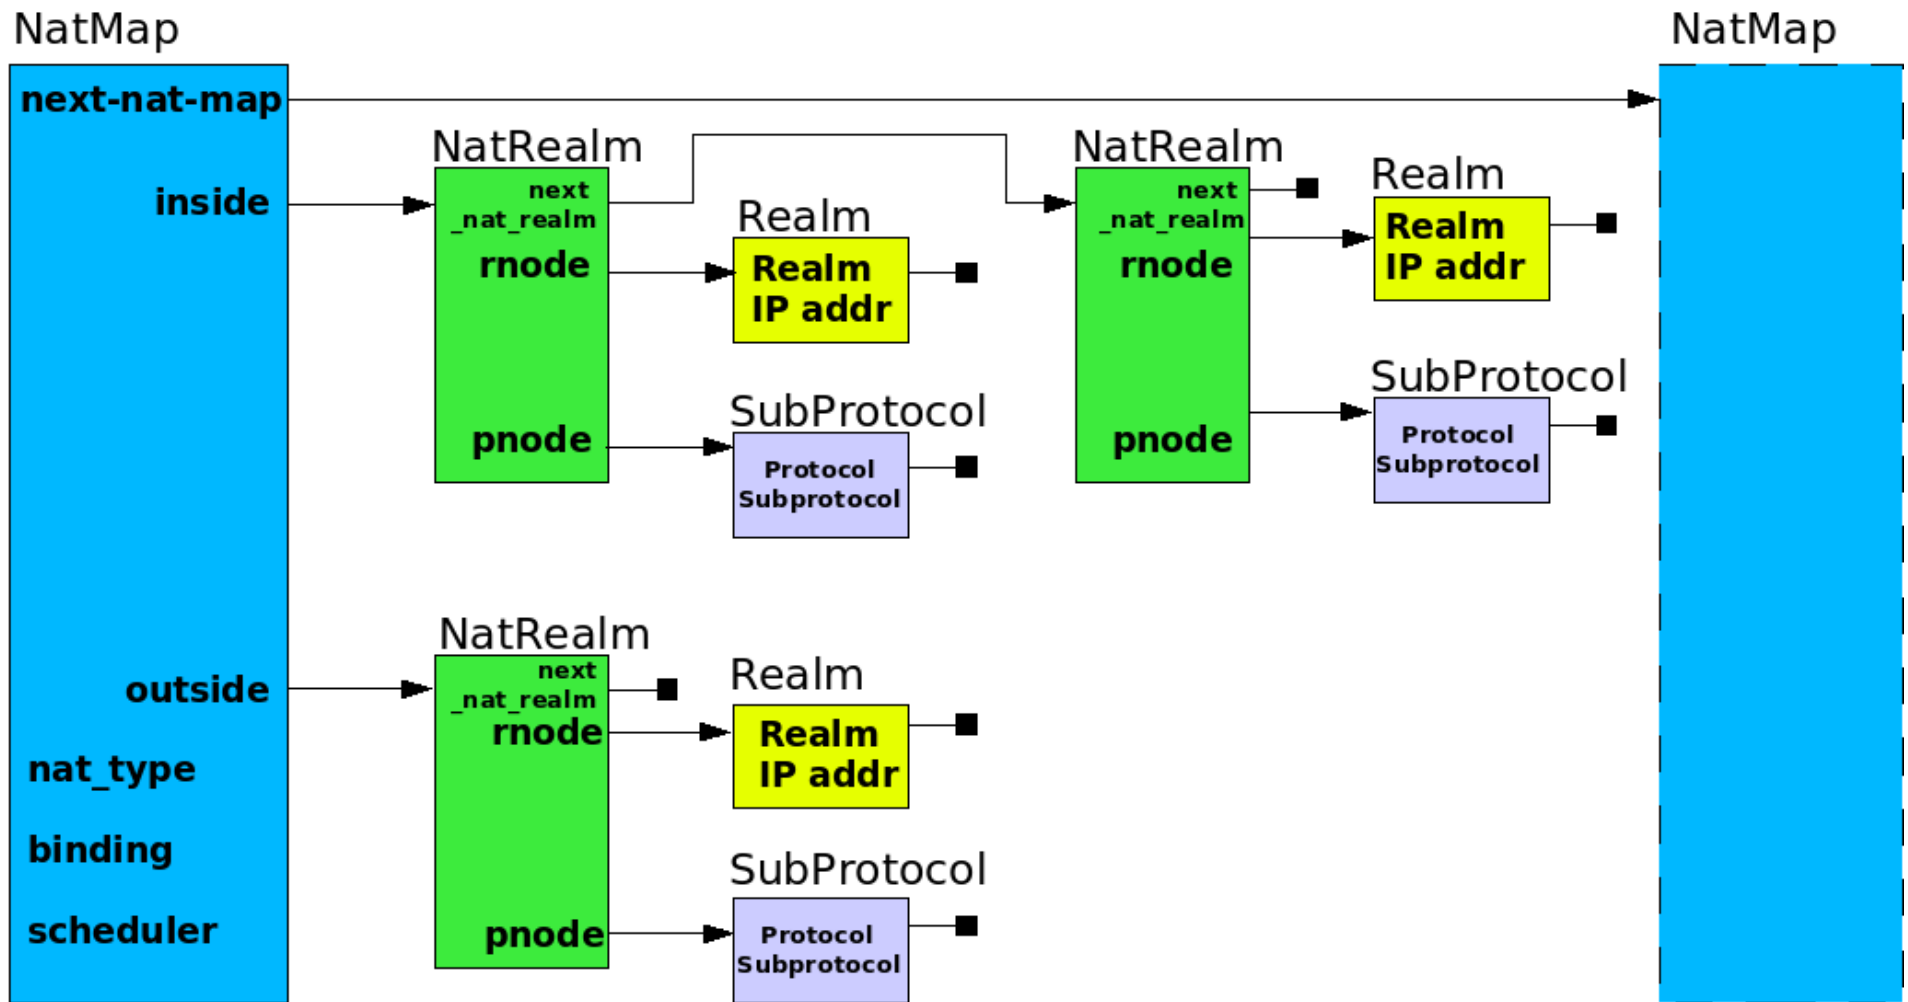 NatMap
NatMap
next-nat-map
NatRealm
NatRealm
Realm
inside
next
_nat_realm
rnode
pnode
Realm
Realm
IP addr
SubProtocol
Protocol
Subprotocol
next
_nat_realm
rnode
pnode
Realm
IP addr
SubProtocol
Protocol
Subprotocol
outside
NatRealm
next
_nat_realm
rnode
pnode
Realm
Realm
IP addr
SubProtocol
Protocol
Subprotocol
nat_type
binding
scheduler